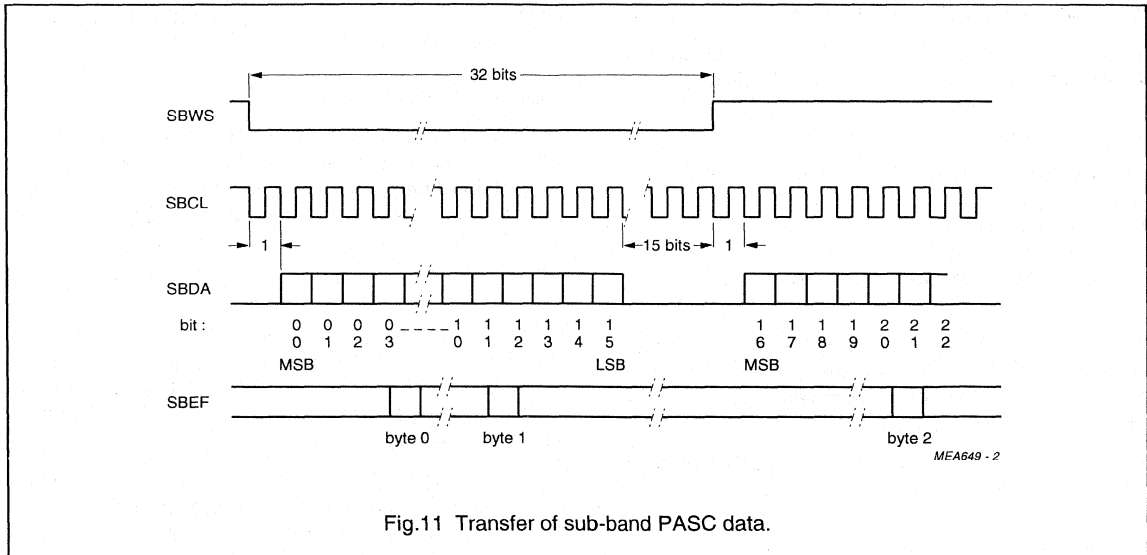 32 bits
SBWS
SBCL
1
15 bits
1
SBDA
bit :
0 0 0 0 _ _ _ _ 1 1 1 1 1 1
0 1 2 3 0 1 2 3 4 5
1 1 1 1 2 2 2
6 7 8 9 0 1 2
MSB
LSB
MSB
SBEF
byte 0
byte 1
byte 2
MEA649 - 2
Fig.11 Transfer of sub-band PASC data.